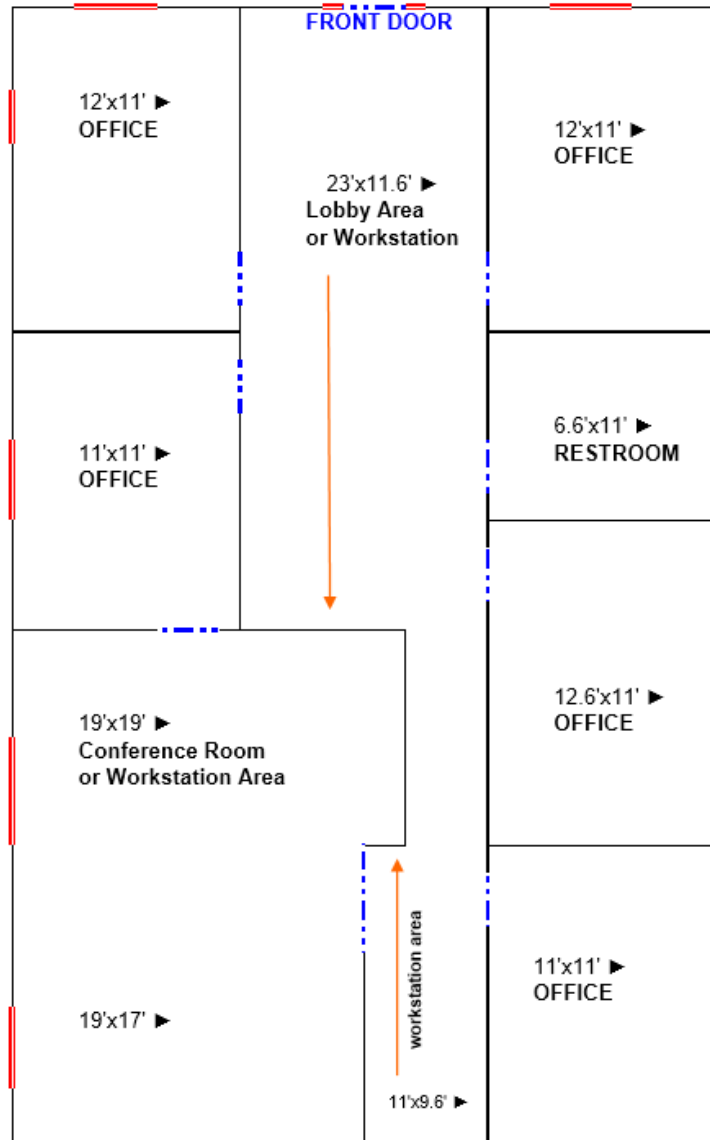 FRONT DOOR
12'x11' ►
OFFICE
12'x11' ►
OFFICE
23'x11.6' ►
Lobby Area
or Workstation
11'x11' ►
OFFICE
6.6'x11' ►
RESTROOM
12.6'x11' ►
OFFICE
19'x19' ►
Conference Room
or Workstation Area
workstation area
11'x11' ►
OFFICE
19'x17' ►
11'x9.6' ►